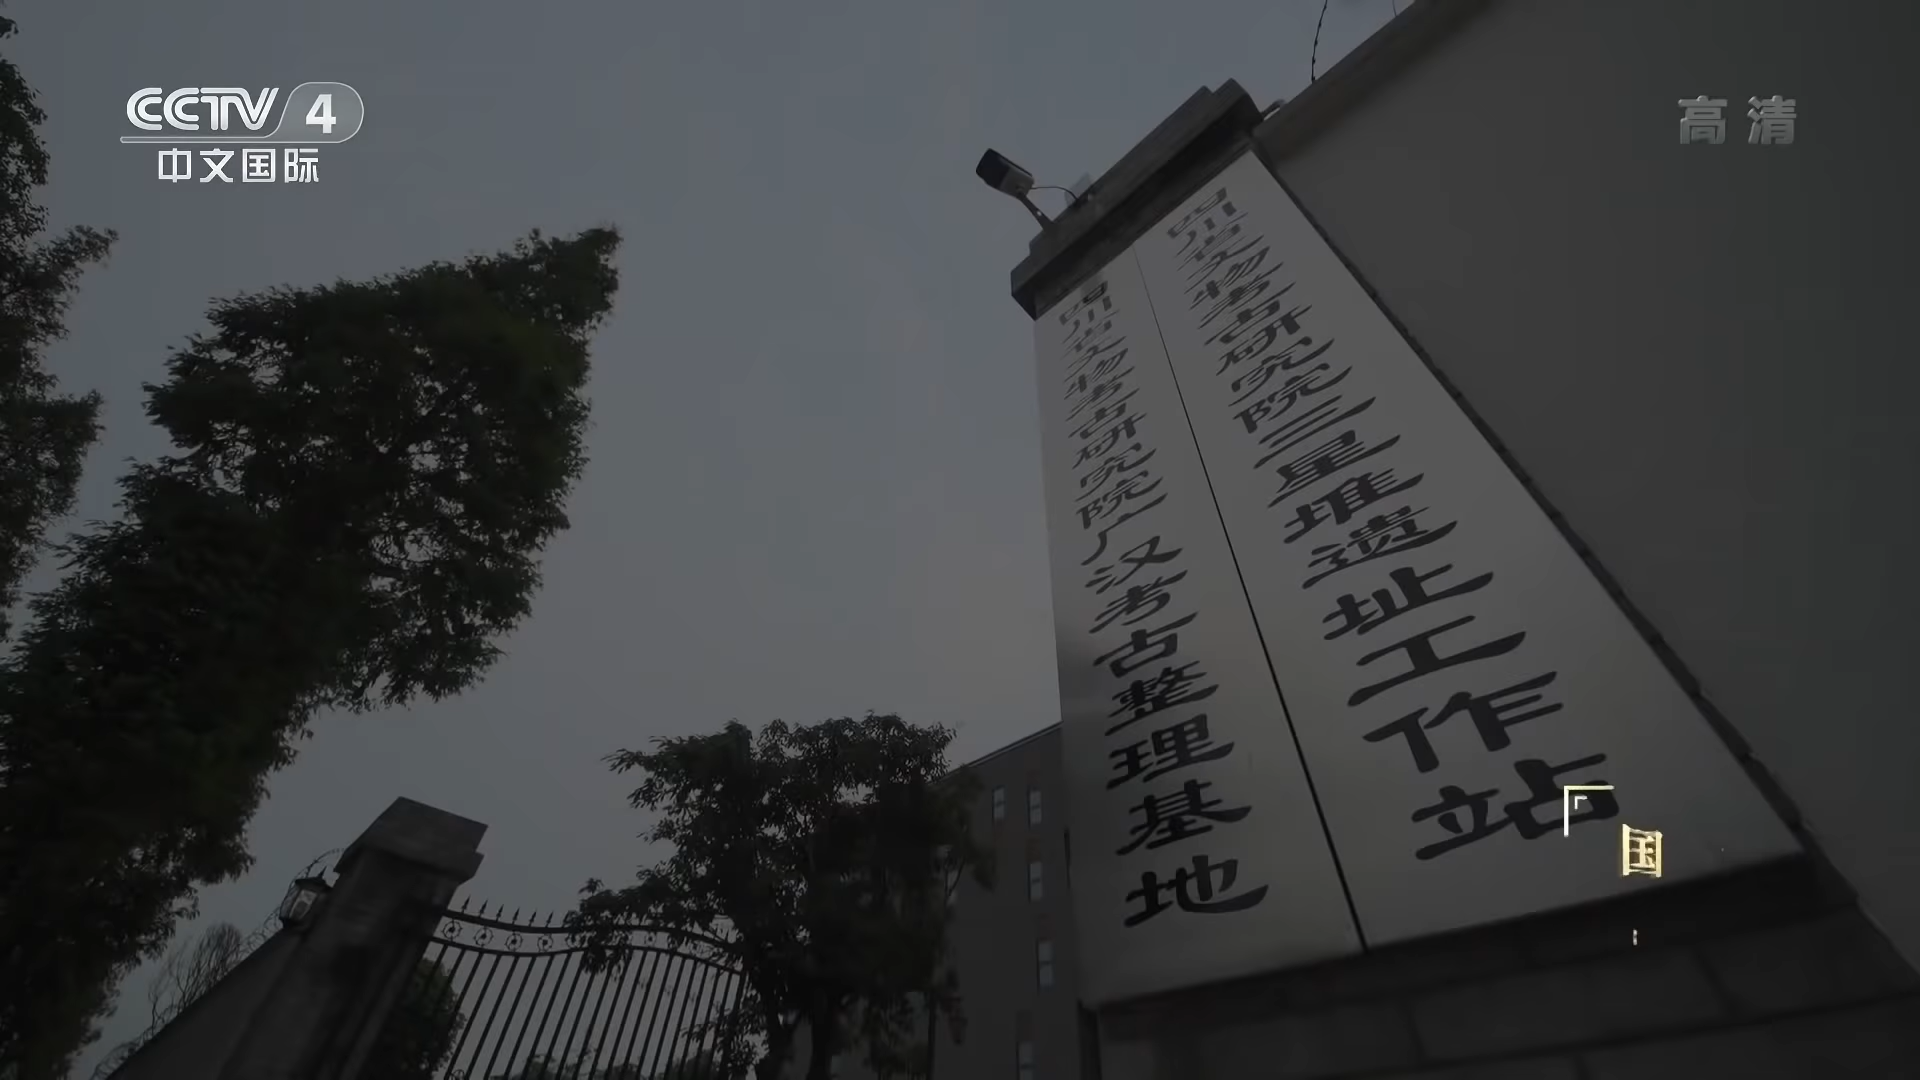 CCTV 4
中文国际
高清
四川省文物考古研究院三星堆遗址工作站
四川省文物考古研究院广汉考古整理基地
国